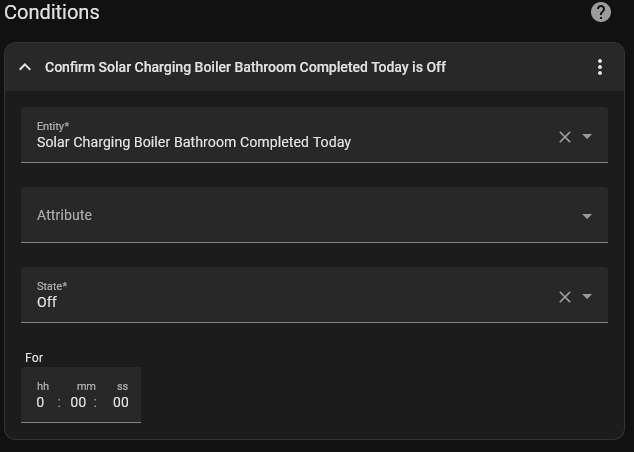 Conditions
?
Confirm Solar Charging Boiler Bathroom Completed Today is Off
Entity*
Solar Charging Boiler Bathroom Completed Today
Attribute
State*
Off
For
hh mm ss
0 : 00 : 00